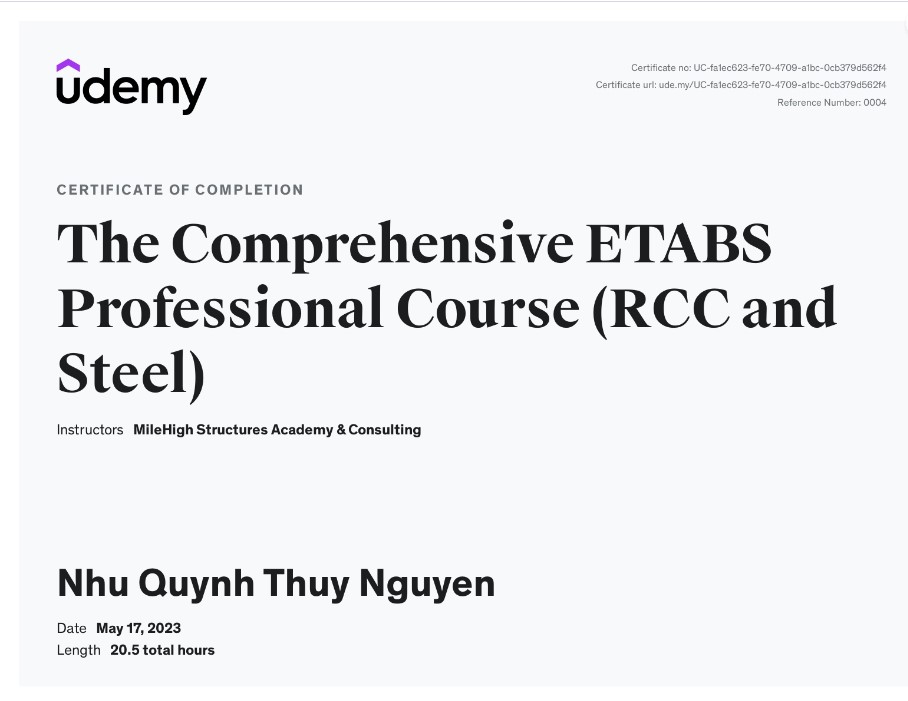 udemy
Certificate no: UC-fa1ec623-fe70-4709-a1bc-0cb379d562f4
Certificate url: ude.my/UC-fa1ec623-fe70-4709-a1bc-0cb379d562f4
Reference Number: 0004
CERTIFICATE OF COMPLETION
The Comprehensive ETABS
Professional Course (RCC and
Steel)
Instructors MileHigh Structures Academy & Consulting
Nhu Quynh Thuy Nguyen
Date May 17, 2023
Length 20.5 total hours